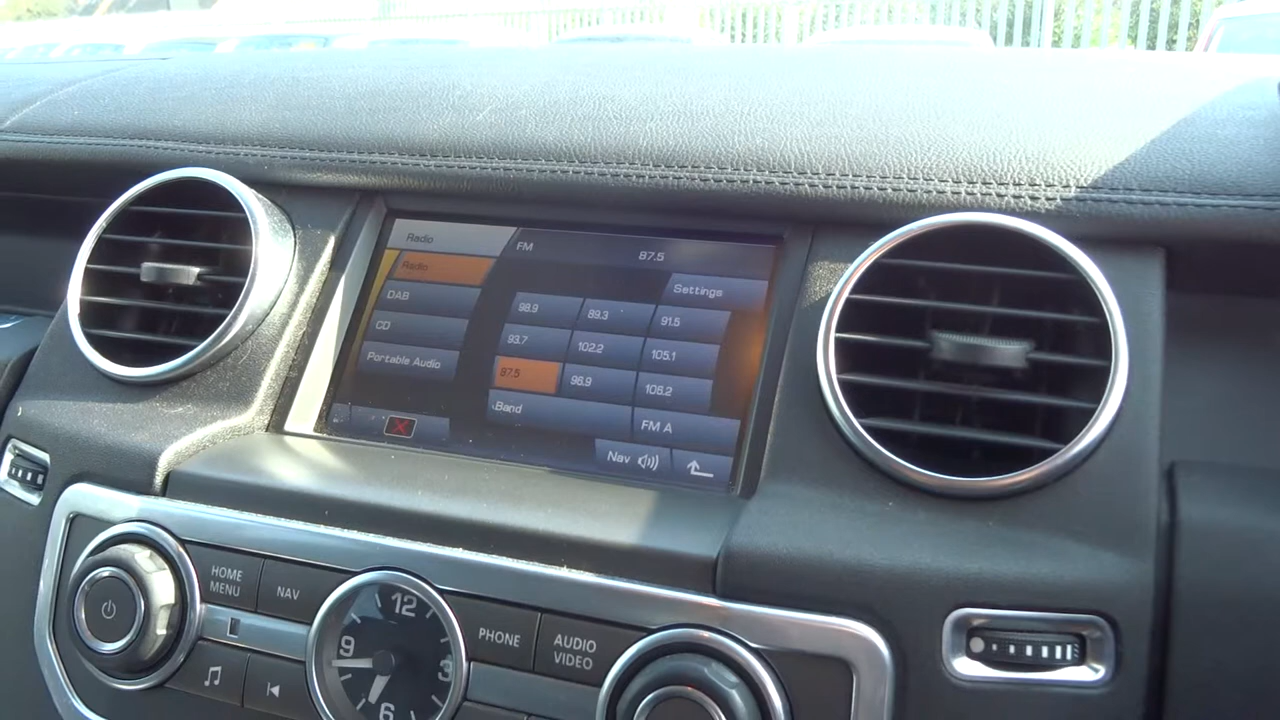 Radio
FM
87.5
Radio
Settings
DAB
98.9
89.3
91.5
CD
93.7
102.2
105.1
Portable Audio
87.5
96.9
106.2
Band
FM A
Nav
HOME
MENU
NAV
PHONE
AUDIO
VIDEO
12
9
3
6